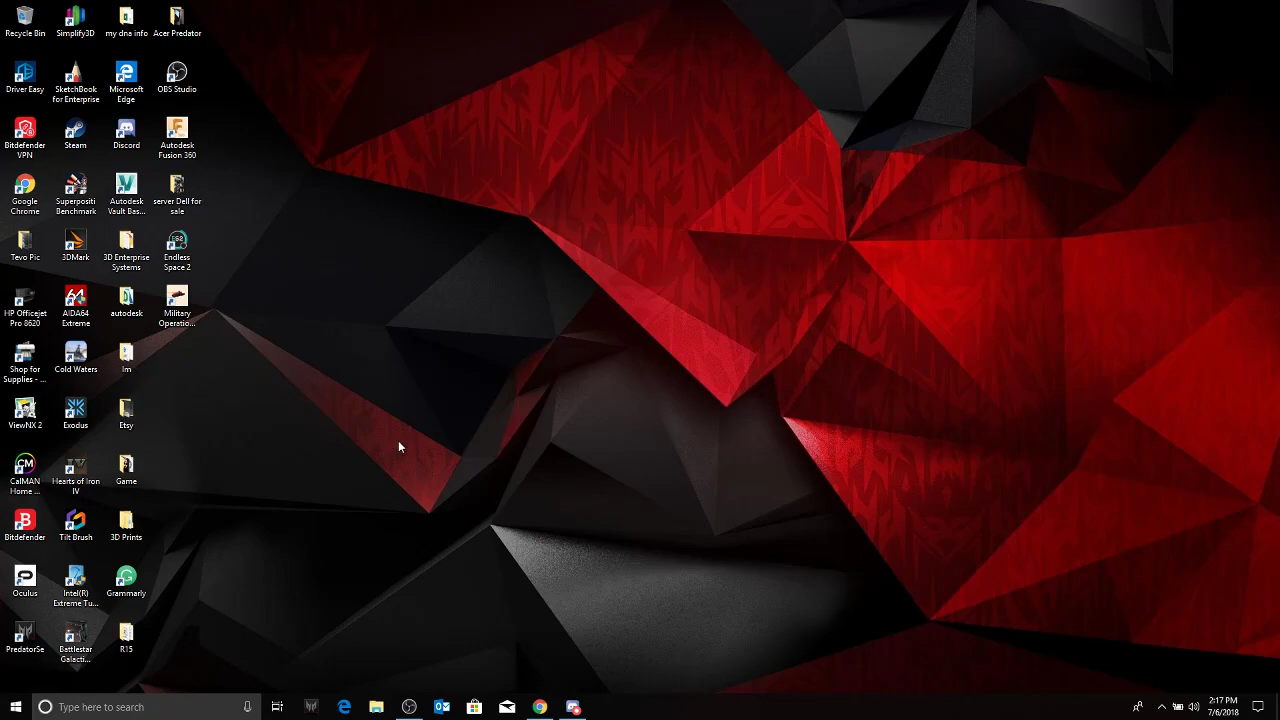 Recycle Bin
Simplify3D
my dna info
Acer Predator
Driver Easy
SketchBook
for Enterprise
Microsoft
Edge
OBS Studio
Bitdefender
VPN
Steam
Discord
Autodesk
Fusion 360
Google
Chrome
Superpositi
Benchmark
Autodesk
Vault Bas...
server Dell for
sale
Tevo Pic
3DMark
3D Enterprise
Systems
Endless
Space 2
HP Officejet
Pro 8620
AIDA64
Extreme
autodesk
Military
Operatio...
Shop for
Supplies - ...
Cold Waters
lm
ViewNX 2
Exodus
Etsy
CalMAN
Home ...
Hearts of Iron
IV
Game
Bitdefender
Tilt Brush
3D Prints
Oculus
Intel(R)
Extreme Tu...
Grammarly
PredatorSe
Battlestar
Galacti...
R15
Type here to search
2:17 PM
7/6/2018